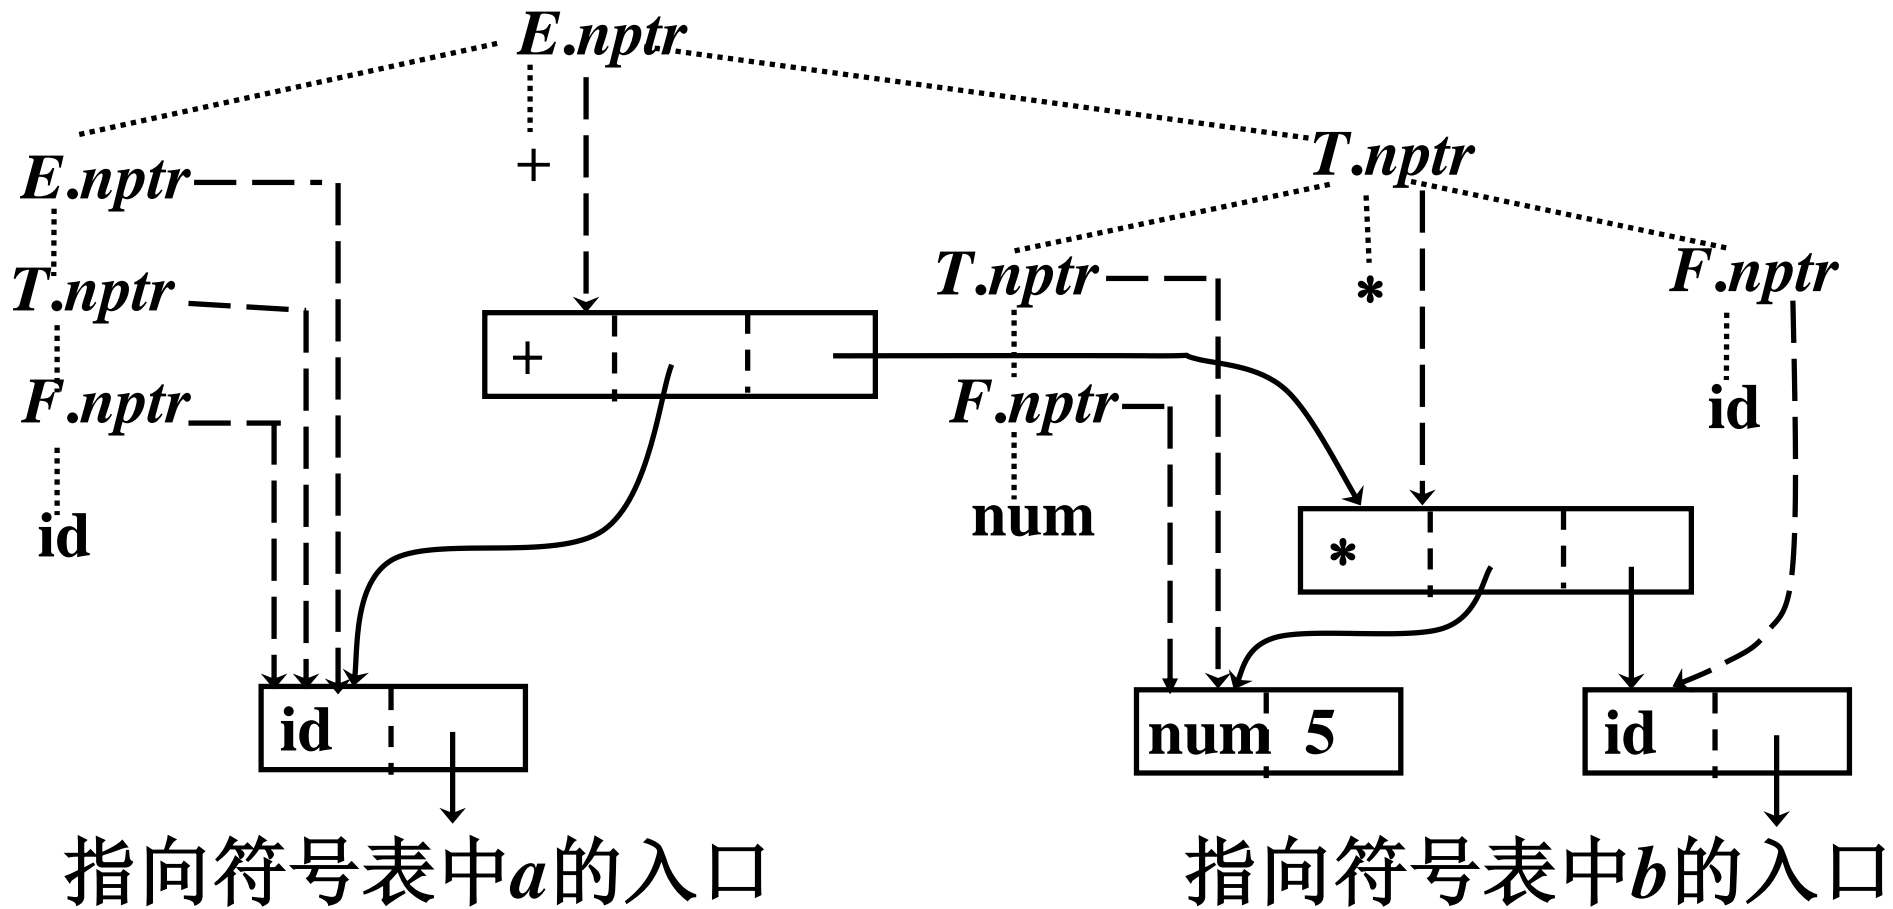 E.nptr
+
T.nptr
E.nptr
T.nptr
*
F.nptr
T.nptr
+
F.nptr
F.nptr
id
id
num
*
id
num 5
id
指向符号表中a的入口
指向符号表中b的入口